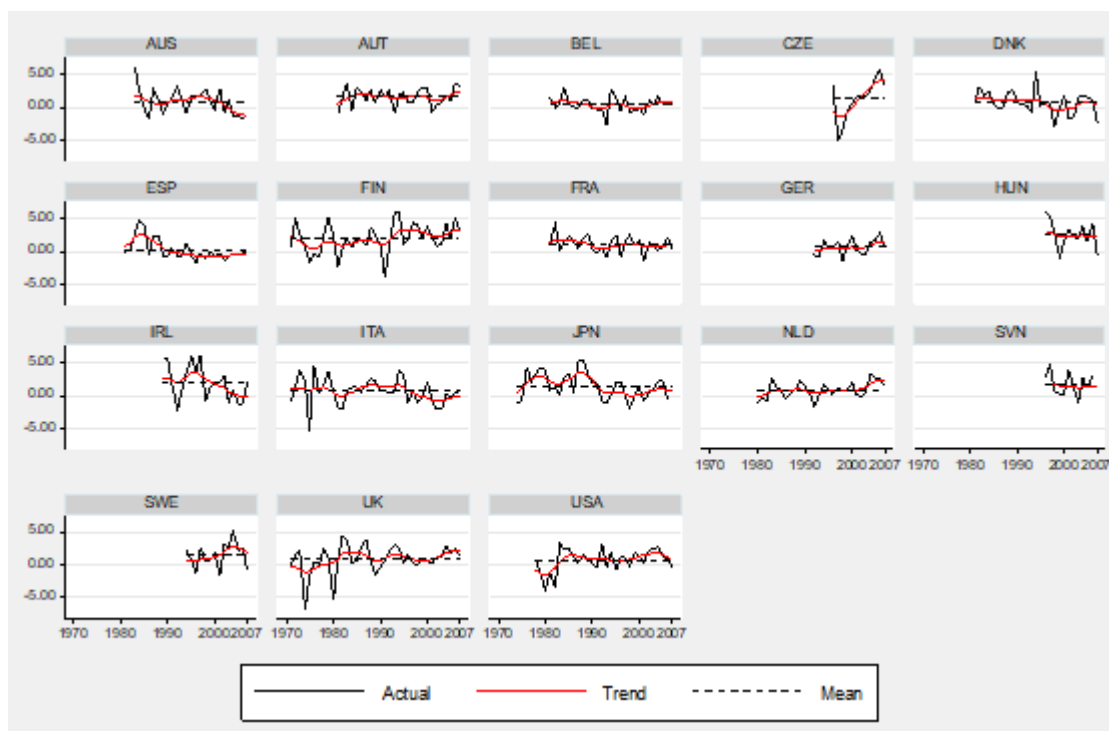 AUS AUT BEL CZE DNK
5.00
0.00
-5.00
ESP FIN FRA GER HUN
5.00
0.00
-5.00
IRL ITA JPN NLD SVN
5.00
0.00
-5.00
1970 1980 1990 2000 2007 1970 1980 1990 2000 2007
SWE UK USA
5.00
0.00
-5.00
1970 1980 1990 2000 2007 1970 1980 1990 2000 2007 1970 1980 1990 2000 2007
Actual Trend Mean